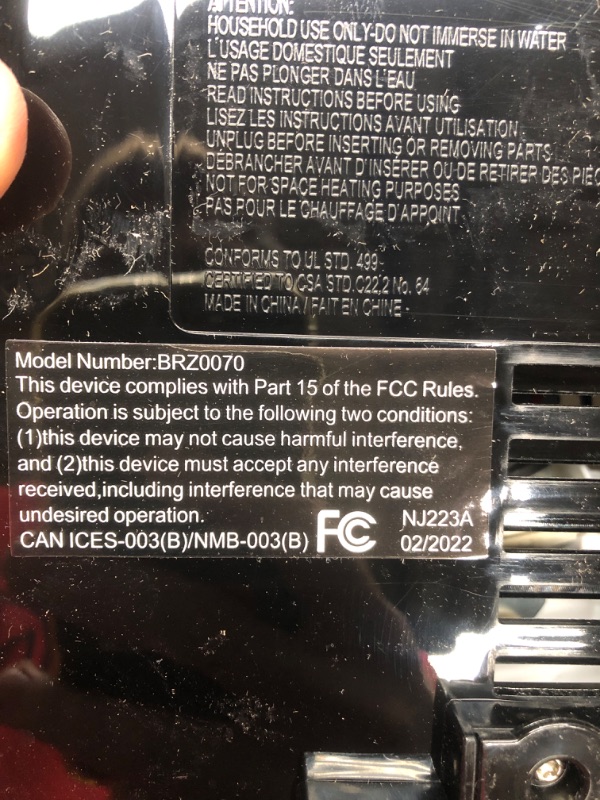 ATTENTION:
HOUSEHOLD USE ONLY-DO NOT IMMERSE IN WATER
L'USAGE DOMESTIQUE SEULEMENT
NE PAS PLONGER DANS L'EAU
READ INSTRUCTIONS BEFORE USING
LISEZ LES INSTRUCTIONS AVANT UTILISATION
UNPLUG BEFORE INSERTING OR REMOVING PARTS
DÉBRANCHER AVANT D'INSÉRER OU DE RETIRER DES PIÈC
NOT FOR SPACE HEATING PURPOSES
PAS POUR LE CHAUFFAGE D'APPOINT
CONFORMS TO UL STD. 499
CERTIFIED TO CSA STD.C22.2 No. 64
MADE IN CHINA / FAIT EN CHINE
Model Number:BRZ0070
This device complies with Part 15 of the FCC Rules.
Operation is subject to the following two conditions:
(1)this device may not cause harmful interference,
and (2)this device must accept any interference
received,including interference that may cause
undesired operation.
CAN ICES-003(B)/NMB-003(B) FC NJ223A
02/2022